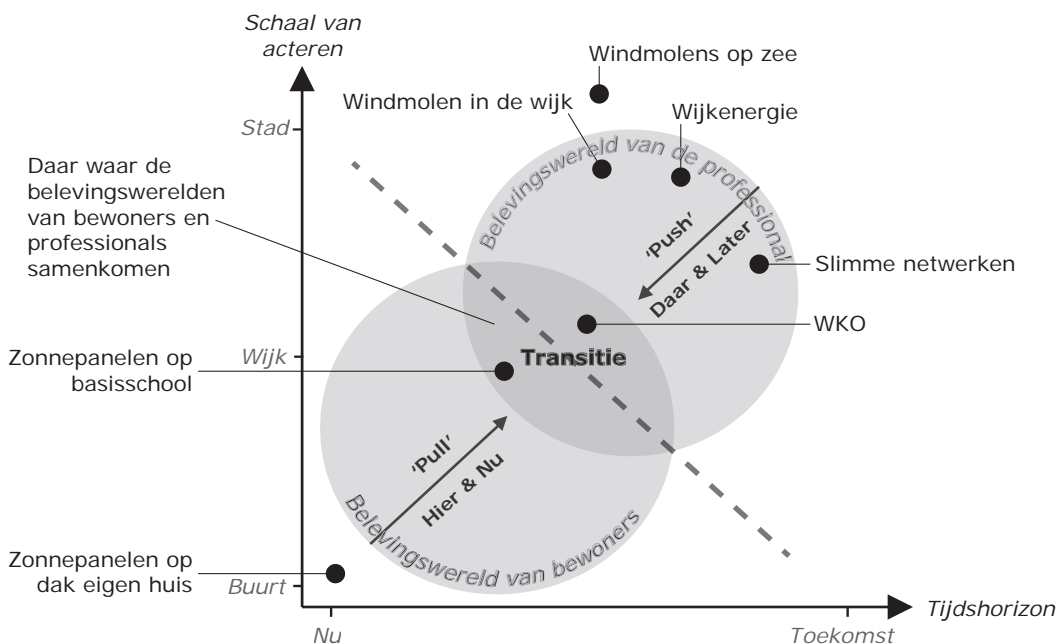 Schaal van
acteren
Windmolens op zee
Windmolen in de wijk
Wijkenergie
Stad
Daar waar de
belevingswerelden
van bewoners en
professionals
samenkomen
Belevingswereld van de professional
'Push'
Daar & Later
Slimme netwerken
WKO
Zonnepanelen op
basisschool
Wijk
Transitie
'Pull'
Hier & Nu
Belevingswereld van bewoners
Zonnepanelen op
dak eigen huis
Buurt
Tijdshorizon
Nu
Toekomst